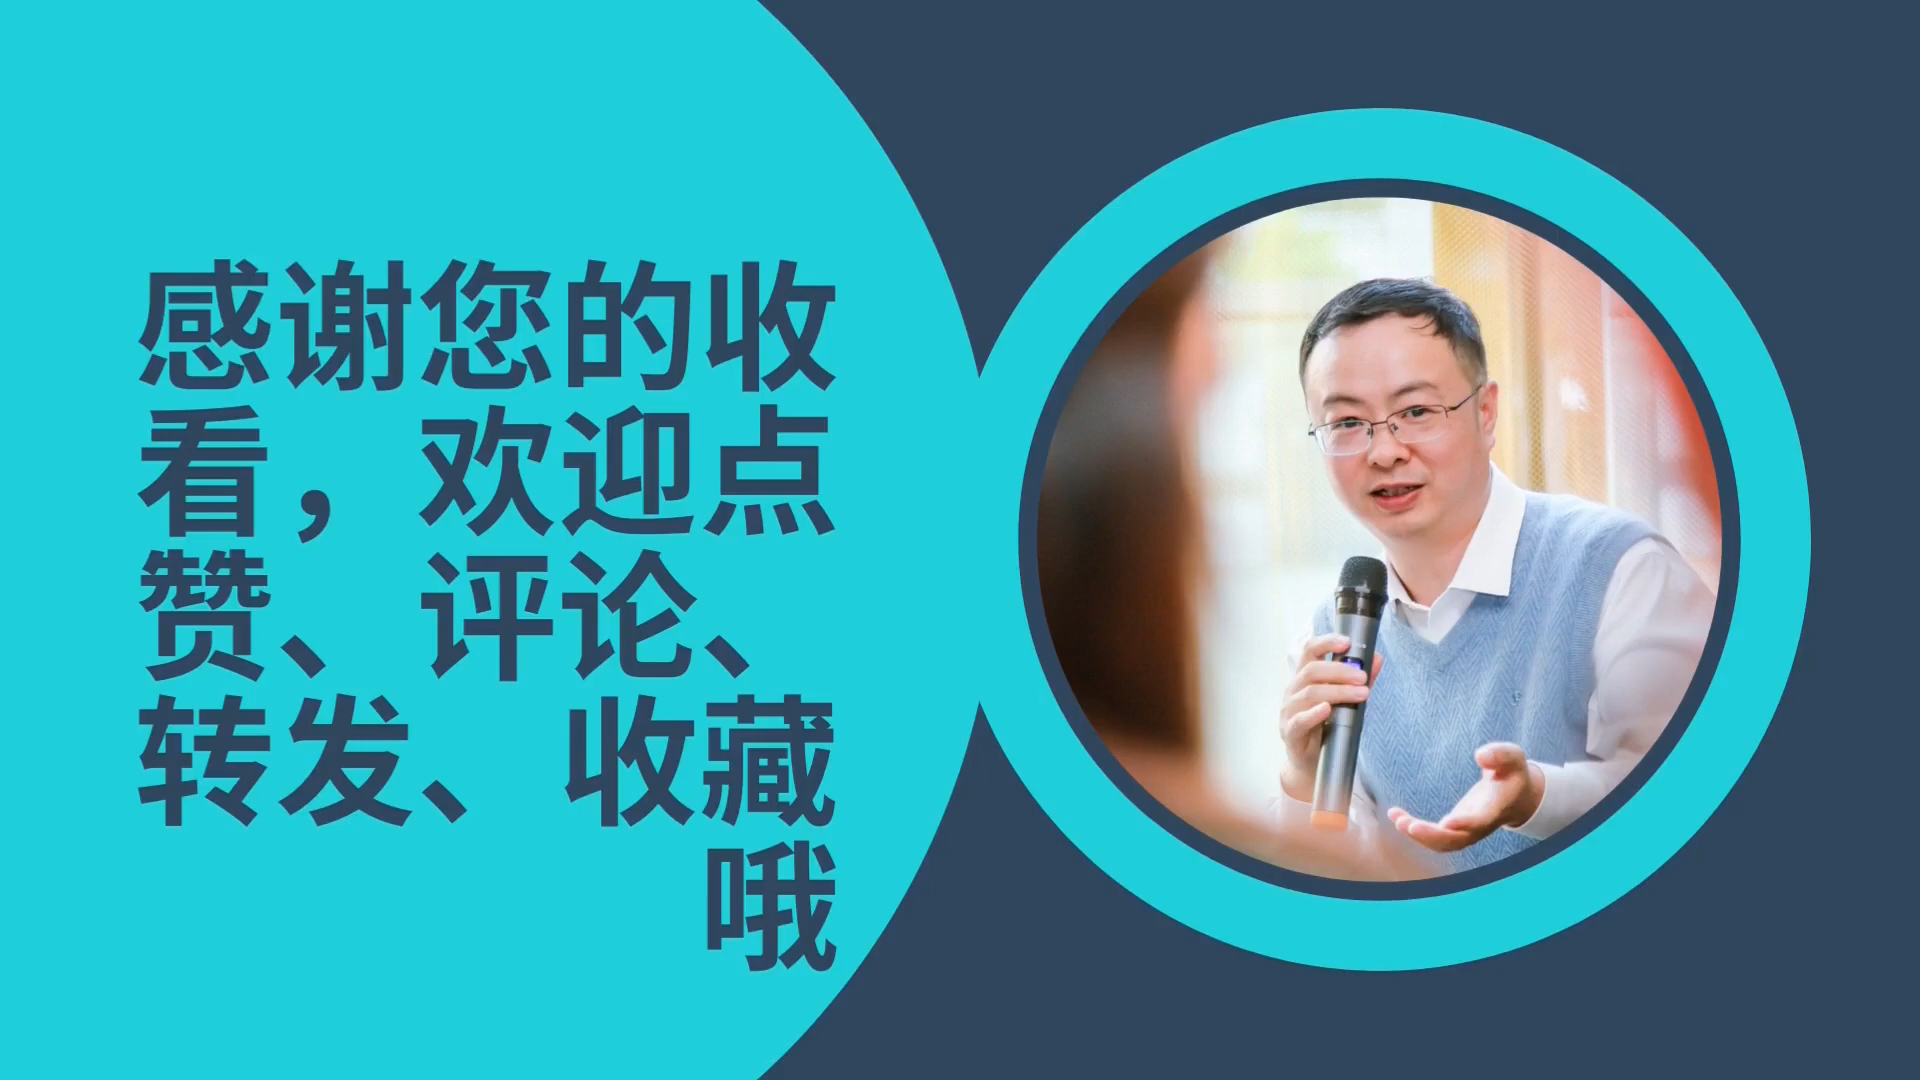 感谢您的收
看，欢迎点
赞、评论、
转发、收藏
哦